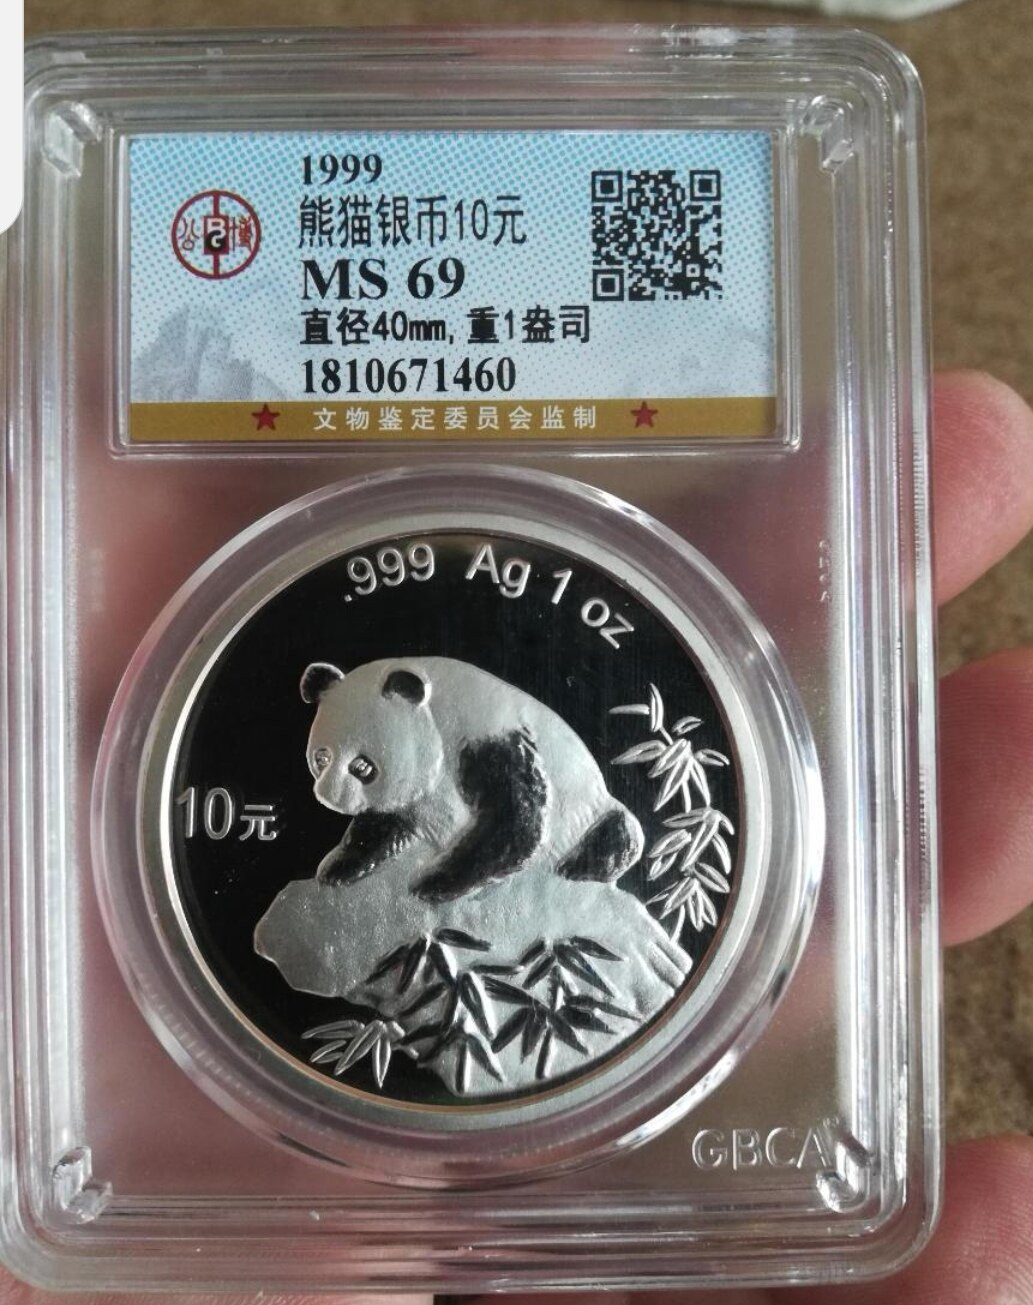 1999
熊猫银币10元
MS 69
直径40mm,重1盎司
1810671460
★ 文物鉴定委员会监制 ★
.999 Ag 1 oz
10元
GBCA